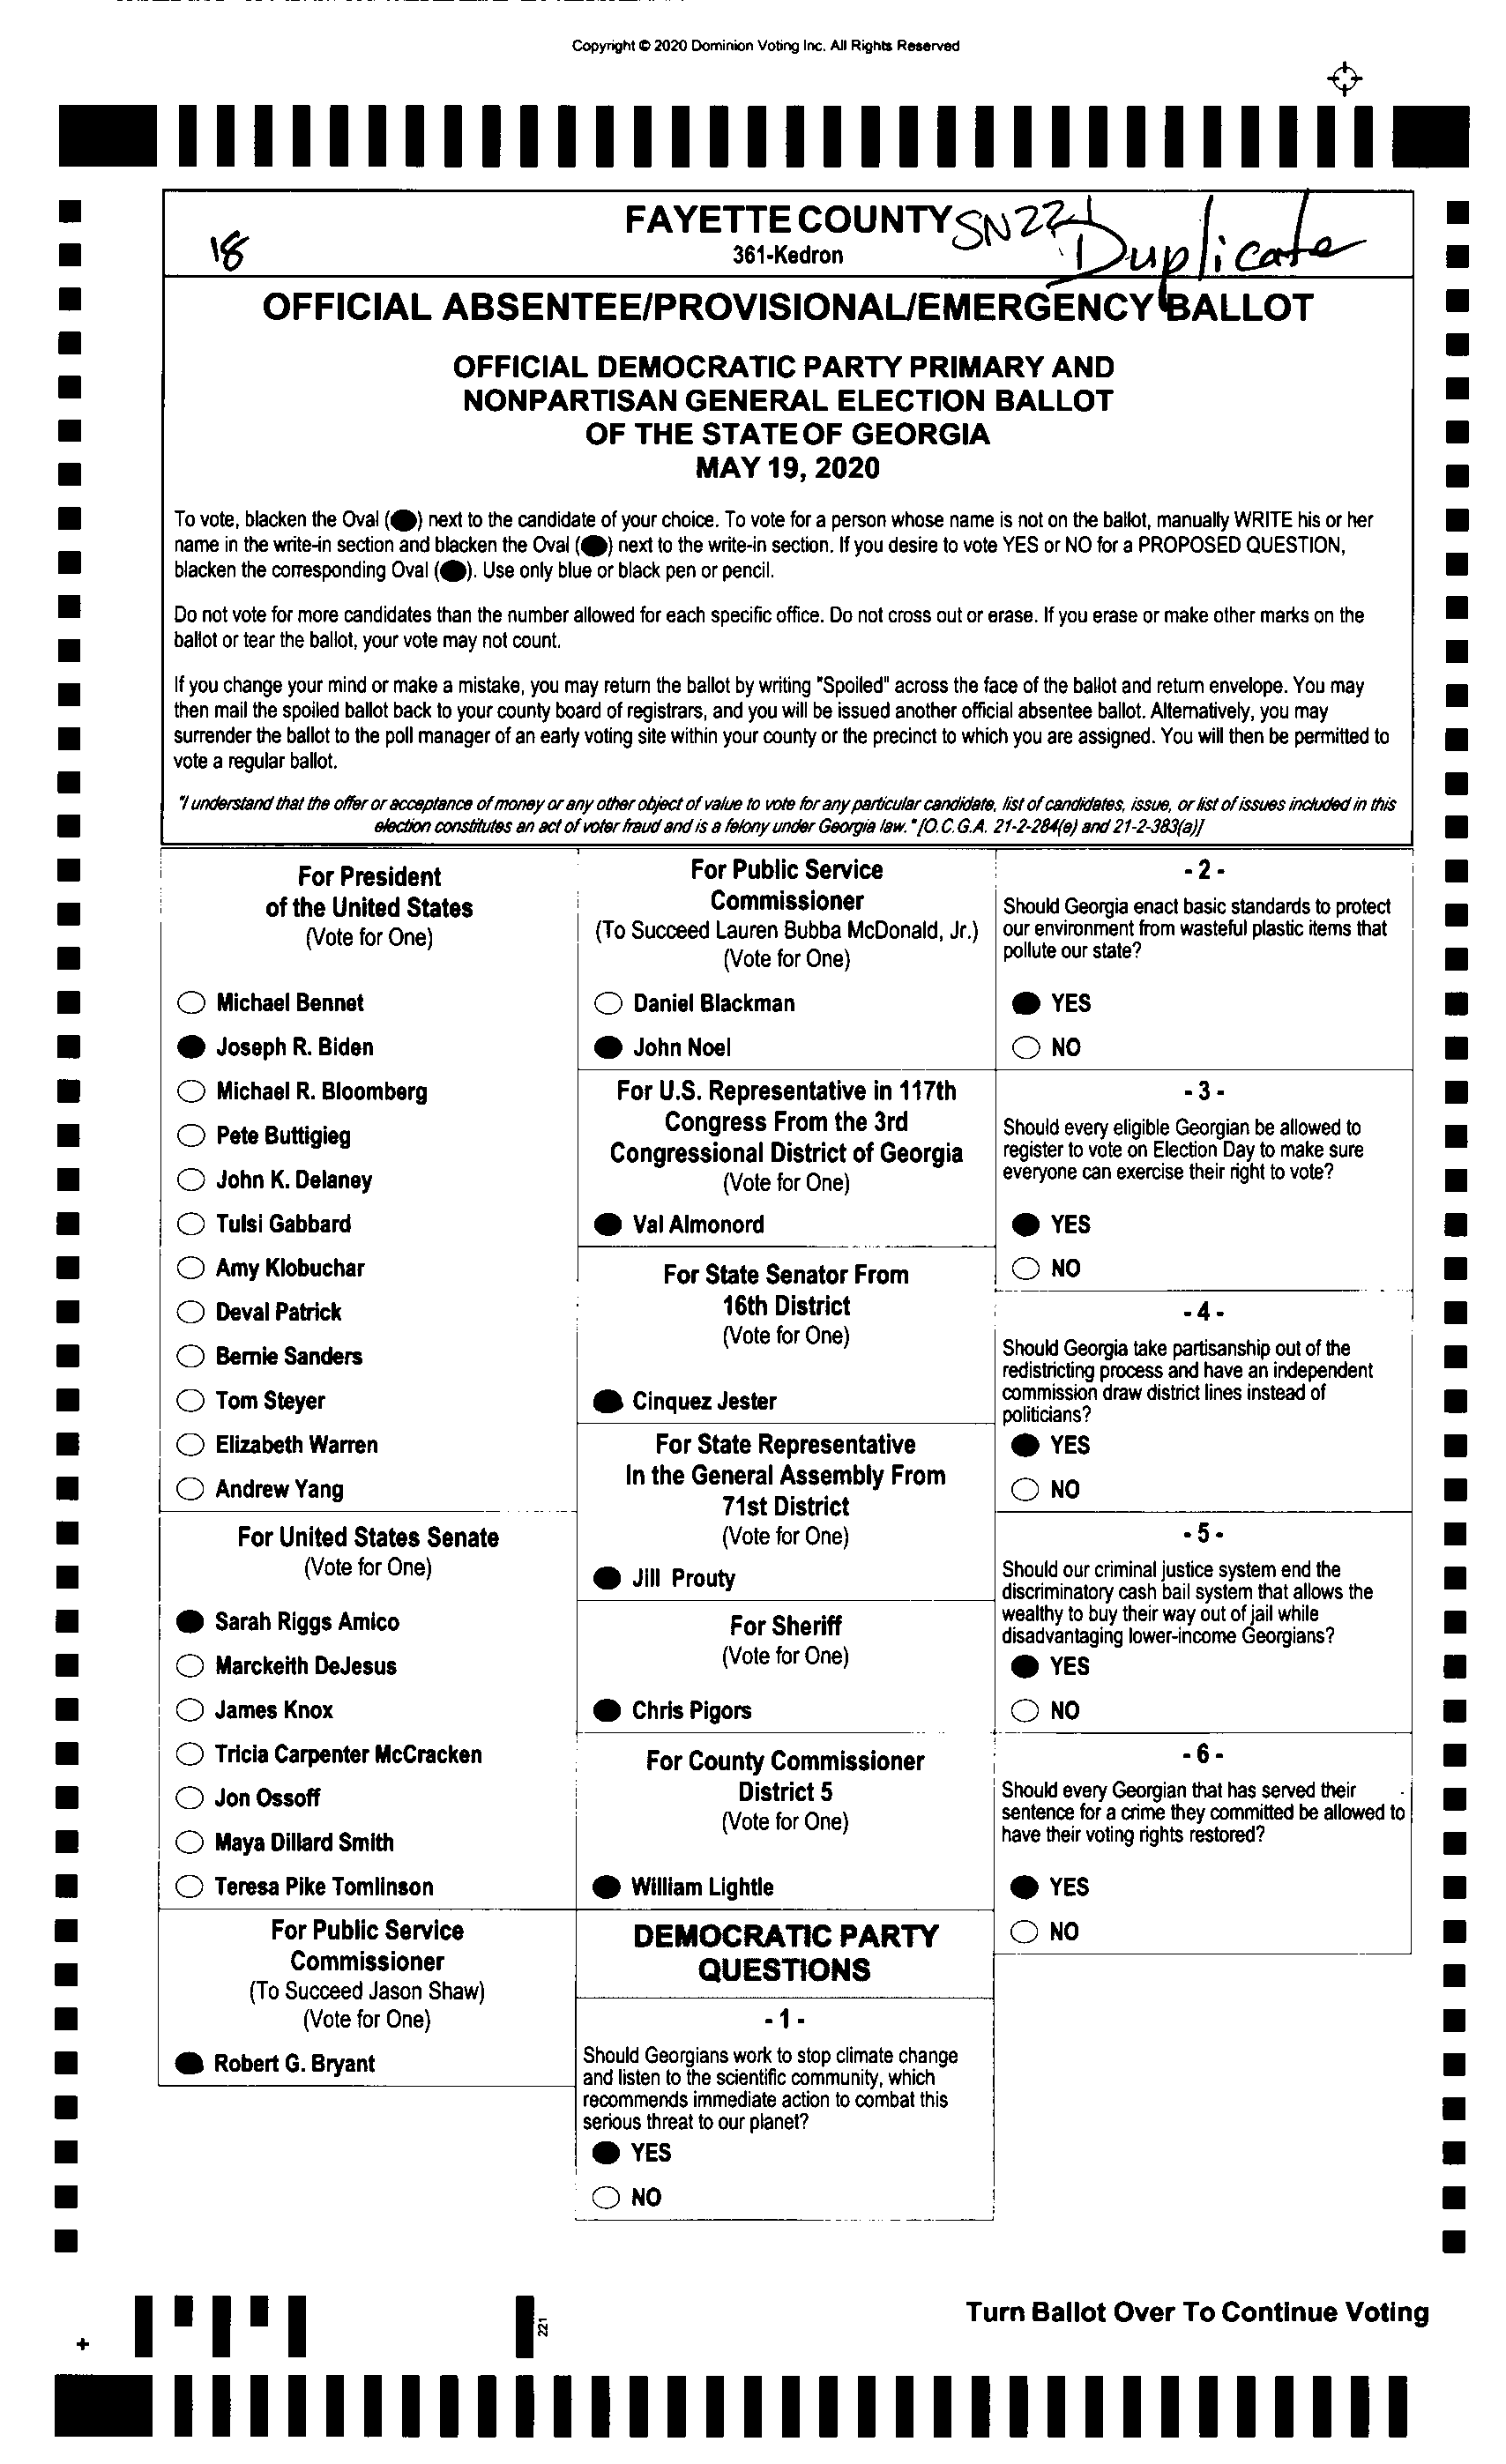 Copyright © 2020 Dominion Voting Inc. All Rights Reserved
FAYETTE COUNTY
SN221
361-Kedron
18
Duplicate
OFFICIAL ABSENTEE/PROVISIONAL/EMERGENCY BALLOT
OFFICIAL DEMOCRATIC PARTY PRIMARY AND
NONPARTISAN GENERAL ELECTION BALLOT
OF THE STATE OF GEORGIA
MAY 19, 2020
To vote, blacken the Oval () next to the candidate of your choice. To vote for a person whose name is not on the ballot, manually WRITE his or her
name in the write-in section and blacken the Oval () next to the write-in section. If you desire to vote YES or NO for a PROPOSED QUESTION,
blacken the corresponding Oval (). Use only blue or black pen or pencil.
Do not vote for more candidates than the number allowed for each specific office. Do not cross out or erase. If you erase or make other marks on the
ballot or tear the ballot, your vote may not count.
If you change your mind or make a mistake, you may return the ballot by writing "Spoiled" across the face of the ballot and return envelope. You may
then mail the spoiled ballot back to your county board of registrars, and you will be issued another official absentee ballot. Alternatively, you may
surrender the ballot to the poll manager of an early voting site within your county or the precinct to which you are assigned. You will then be permitted to
vote a regular ballot.
"I understand that the offer or acceptance of money or any other object of value to vote for any particular candidate, list of candidates, issue, or list of issues included in this
election constitutes an act of voter fraud and is a felony under Georgia law." [O.C.G.A. 21-2-284(e) and 21-2-383(a)]
For President
of the United States
(Vote for One)
Michael Bennet
Joseph R. Biden
Michael R. Bloomberg
Pete Buttigieg
John K. Delaney
Tulsi Gabbard
Amy Klobuchar
Deval Patrick
Bernie Sanders
Tom Steyer
Elizabeth Warren
Andrew Yang
For United States Senate
(Vote for One)
Sarah Riggs Amico
Marckeith DeJesus
James Knox
Tricia Carpenter McCracken
Jon Ossoff
Maya Dillard Smith
Teresa Pike Tomlinson
For Public Service
Commissioner
(To Succeed Jason Shaw)
(Vote for One)
Robert G. Bryant
For Public Service
Commissioner
(To Succeed Lauren Bubba McDonald, Jr.)
(Vote for One)
Daniel Blackman
John Noel
For U.S. Representative in 117th
Congress From the 3rd
Congressional District of Georgia
(Vote for One)
Val Almonord
For State Senator From
16th District
(Vote for One)
Cinquez Jester
For State Representative
In the General Assembly From
71st District
(Vote for One)
Jill Prouty
For Sheriff
(Vote for One)
Chris Pigors
For County Commissioner
District 5
(Vote for One)
William Lightle
DEMOCRATIC PARTY
QUESTIONS
- 1 -
Should Georgians work to stop climate change
and listen to the scientific community, which
recommends immediate action to combat this
serious threat to our planet?
YES
NO
- 2 -
Should Georgia enact basic standards to protect
our environment from wasteful plastic items that
pollute our state?
YES
NO
- 3 -
Should every eligible Georgian be allowed to
register to vote on Election Day to make sure
everyone can exercise their right to vote?
YES
NO
- 4 -
Should Georgia take partisanship out of the
redistricting process and have an independent
commission draw district lines instead of
politicians?
YES
NO
- 5 -
Should our criminal justice system end the
discriminatory cash bail system that allows the
wealthy to buy their way out of jail while
disadvantaging lower-income Georgians?
YES
NO
- 6 -
Should every Georgian that has served their
sentence for a crime they committed be allowed to
have their voting rights restored?
YES
NO
Turn Ballot Over To Continue Voting
221